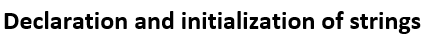 Declaration and initialization of strings